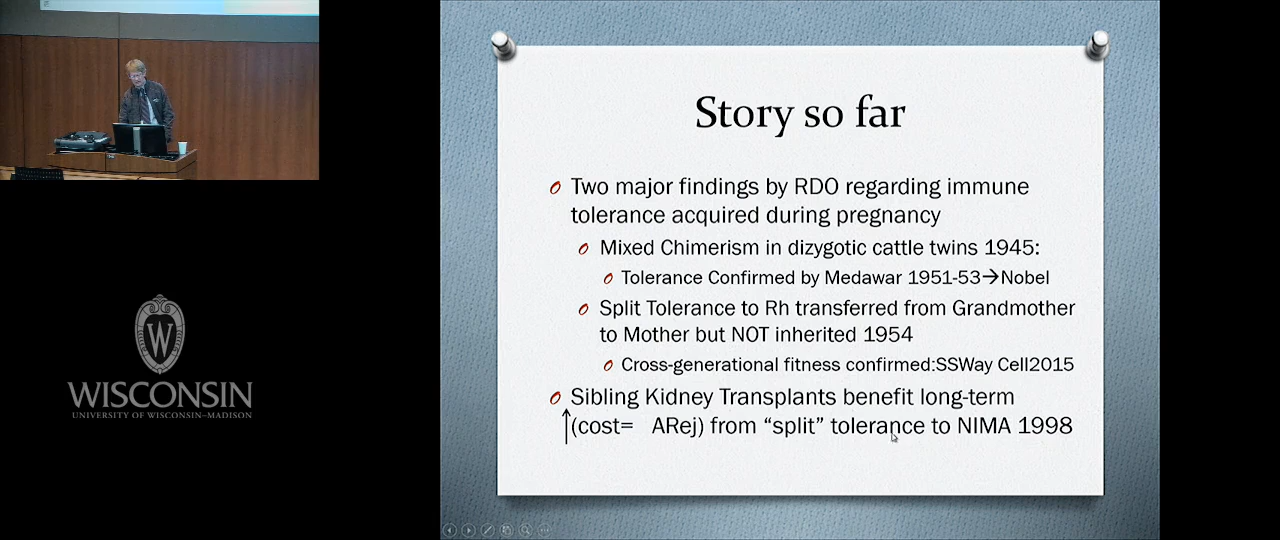 Story so far
Two major findings by RDO regarding immune
tolerance acquired during pregnancy
Mixed Chimerism in dizygotic cattle twins 1945:
Tolerance Confirmed by Medawar 1951-53→Nobel
Split Tolerance to Rh transferred from Grandmother
to Mother but NOT inherited 1954
Cross-generational fitness confirmed:SSWay Cell2015
Sibling Kidney Transplants benefit long-term
↑(cost= ARej) from “split” tolerance to NIMA 1998
W
WISCONSIN
UNIVERSITY OF WISCONSIN–MADISON